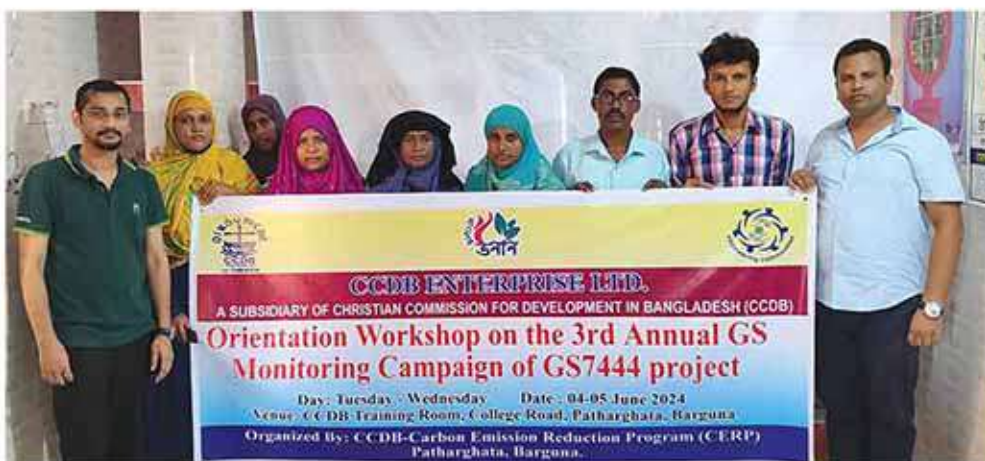 উনান
CCDB ENTERPRISE LTD.
A SUBSIDIARY OF CHRISTIAN COMMISSION FOR DEVELOPMENT IN BANGLADESH (CCDB)
Orientation Workshop on the 3rd Annual GS
Monitoring Campaign of GS7444 project
Day: Tuesday - Wednesday Date : 04-05 June 2024
Venue: CCDB Training Room, College Road, Patharghata, Barguna
Organized By: CCDB-Carbon Emission Reduction Program (CERP)
Patharghata, Barguna.